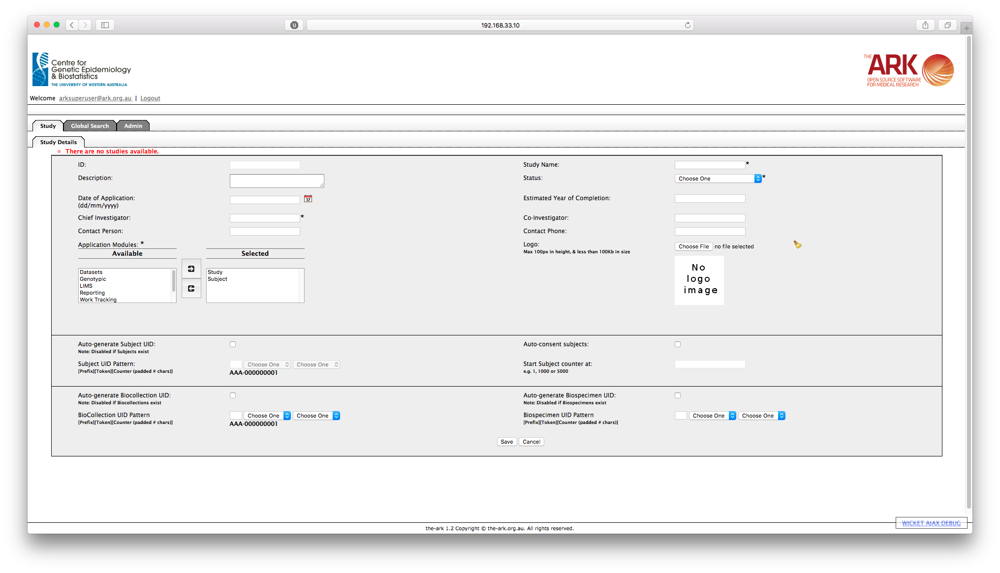 192.168.33.10
Centre for
Genetic Epidemiology
& Biostatistics
THE UNIVERSITY OF WESTERN AUSTRALIA
THE ARK
OPEN SOURCE SOFTWARE
FOR MEDICAL RESEARCH
Welcome arksuperuser@ark.org.au | Logout
Study Global Search Admin
Study Details
There are no studies available.
ID: Study Name: *
Description: Status: Choose One *
Date of Application: Estimated Year of Completion:
(dd/mm/yyyy) 17
Chief Investigator: * Co-Investigator:
Contact Person: Contact Phone:
Application Modules: * Logo: Choose File no file selected
Max 100px in height, & less than 100Kb in size
Available Selected
Datasets Study
Genotypic Subject
LIMS
Reporting
Work Tracking
No
logo
image
Auto-generate Subject UID: Auto-consent subjects:
Note: Disabled if Subjects exist
Subject UID Pattern: Choose One Choose One Start Subject counter at:
[Prefix][Token][Counter (padded # chars)] AAA-000000001 e.g. 1, 1000 or 5000
Auto-generate Biocollection UID: Auto-generate Biospecimen UID:
Note: Disabled if Biocollections exist Note: Disabled if Biospecimens exist
BioCollection UID Pattern Choose One Choose One Biospecimen UID Pattern Choose One Choose One
[Prefix][Token][Counter (padded # chars)] AAA-000000001 [Prefix][Token][Counter (padded # chars)]
Save Cancel
WICKET AJAX DEBUG
the-ark 1.2 Copyright © the-ark.org.au. All rights reserved.